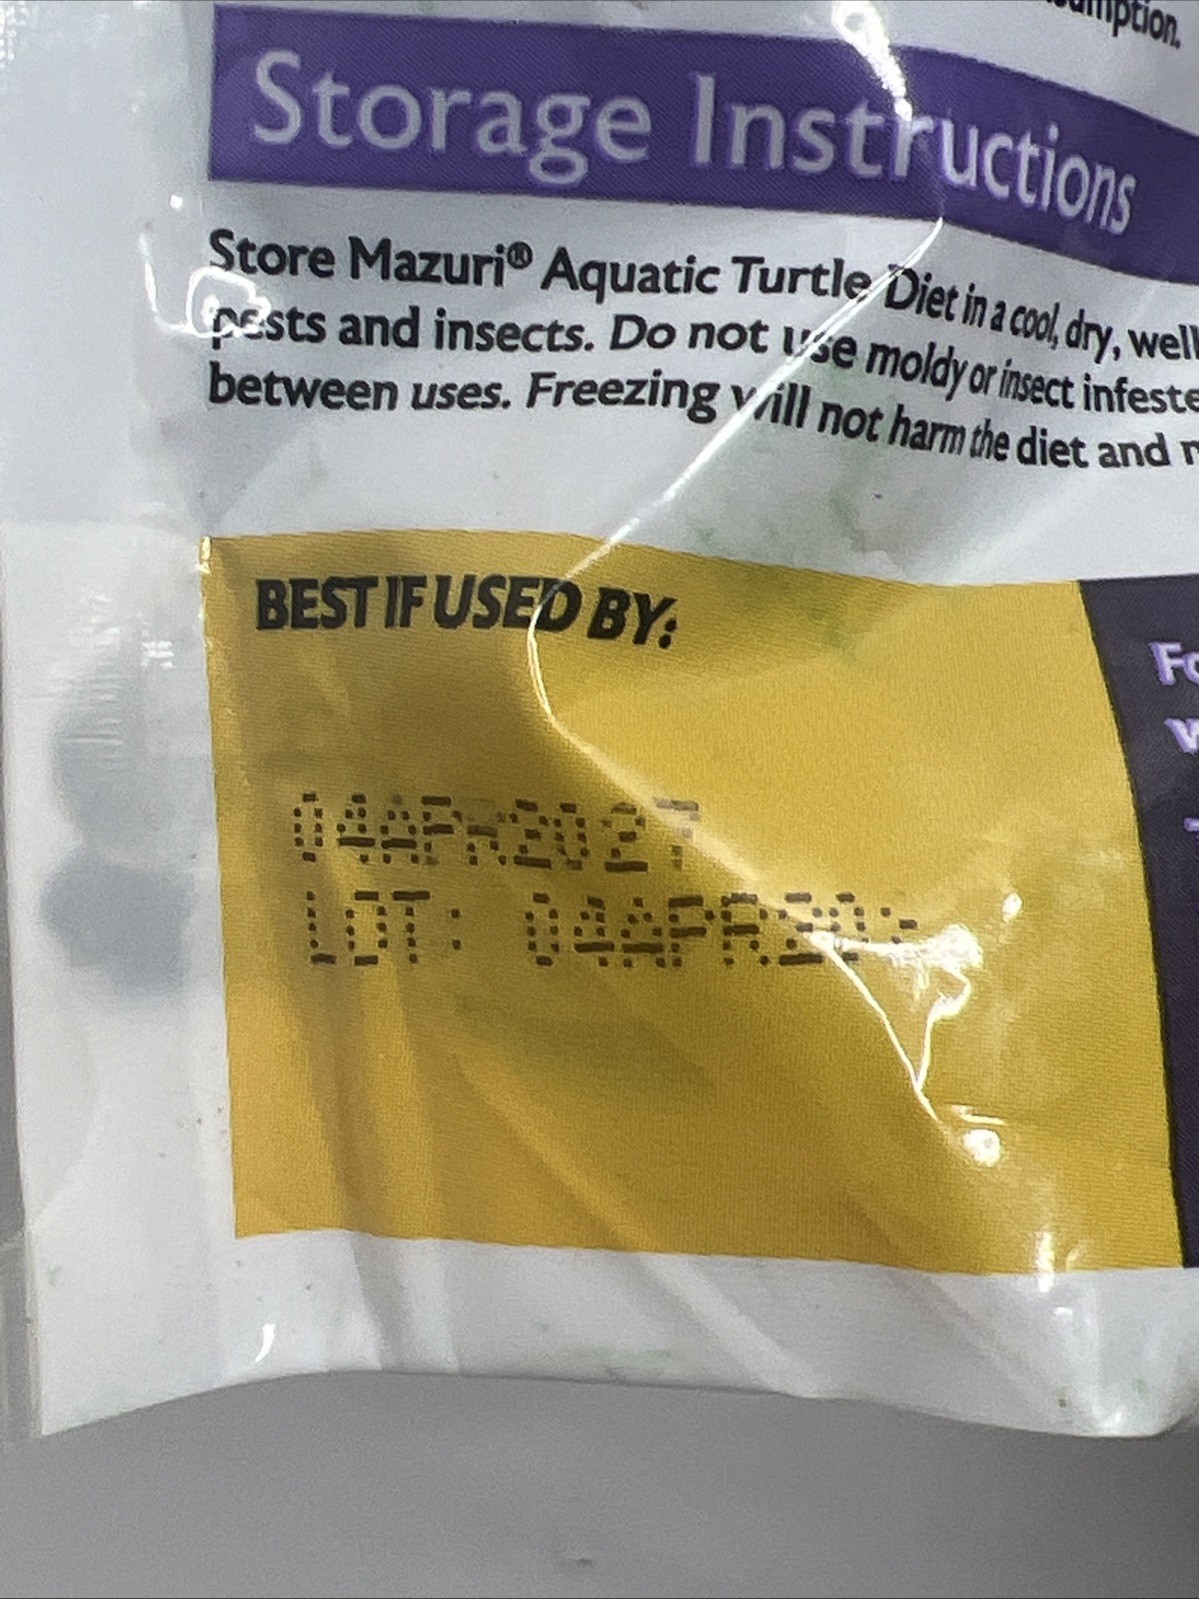 Storage Instructions
Store Mazuri® Aquatic Turtle Diet in a cool, dry, well
pests and insects. Do not use moldy or insect infeste
between uses. Freezing will not harm the diet and
BEST IF USED BY:
04APR2027
LOT: 04APR20